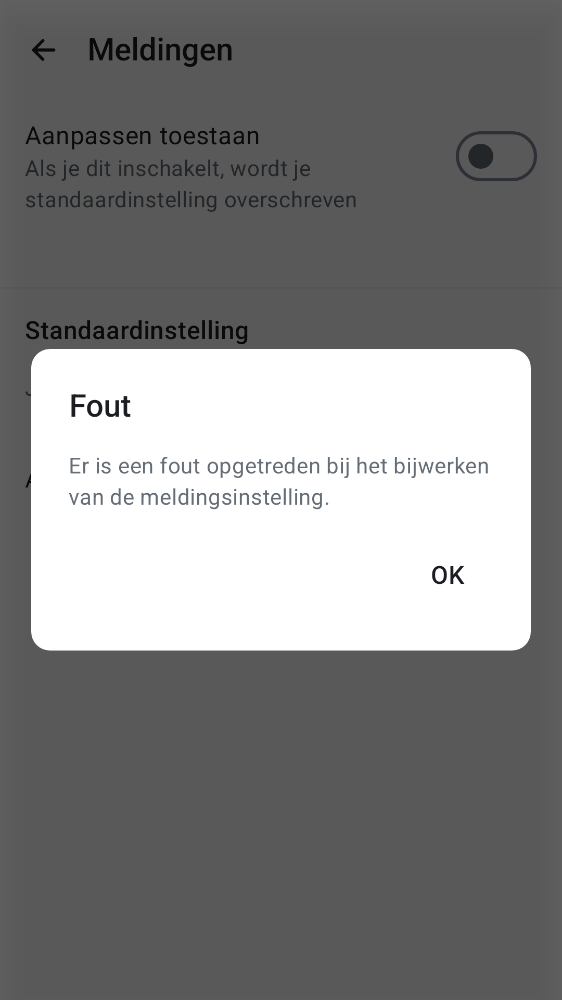 Meldingen
Aanpassen toestaan
Als je dit inschakelt, wordt je
standaardinstelling overschreven
Standaardinstelling
Fout
Er is een fout opgetreden bij het bijwerken
van de meldingsinstelling.
OK